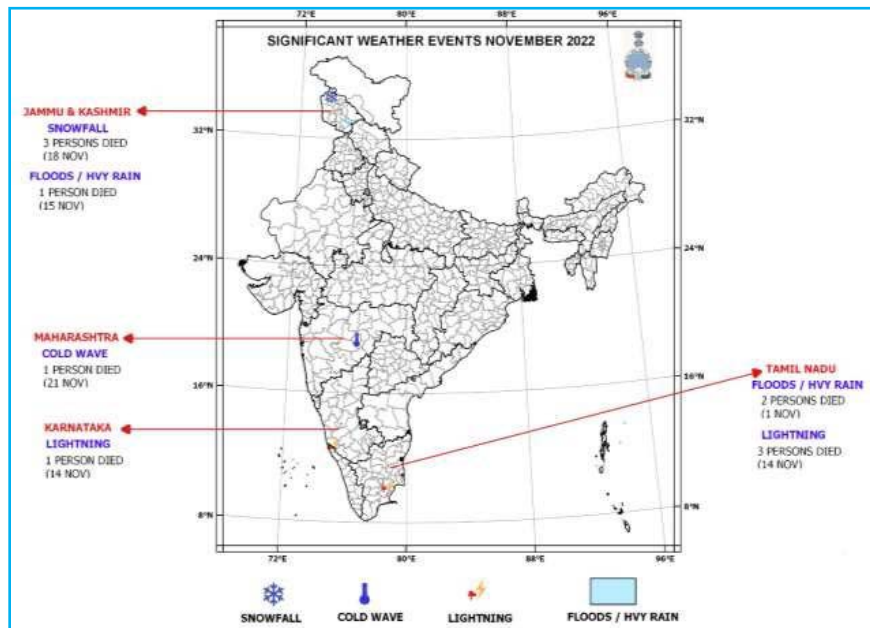 72°E 80°E 88°E 96°E
SIGNIFICANT WEATHER EVENTS NOVEMBER 2022
JAMMU & KASHMIR
SNOWFALL
3 PERSONS DIED
(18 NOV)
FLOODS / HVY RAIN
1 PERSON DIED
(15 NOV)
32°N
32°N
24°N
24°N
MAHARASHTRA
COLD WAVE
1 PERSON DIED
(21 NOV)
16°N
16°N
KARNATAKA
LIGHTNING
1 PERSON DIED
(14 NOV)
TAMIL NADU
FLOODS / HVY RAIN
2 PERSONS DIED
(1 NOV)
LIGHTNING
3 PERSONS DIED
(14 NOV)
8°N
8°N
72°E 80°E 88°E 96°E
SNOWFALL COLD WAVE LIGHTNING FLOODS / HVY RAIN